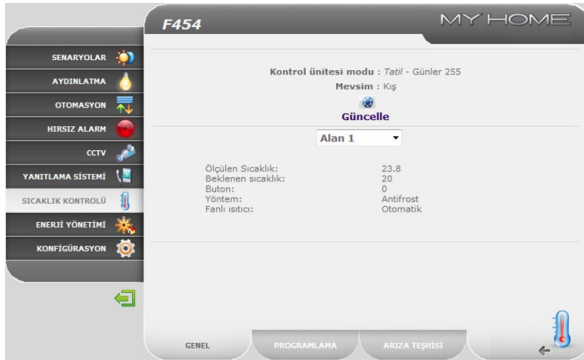 F454
MY HOME
SENARYOLAR
AYDINLATMA
OTOMASYON
HIRSIZ ALARM
CCTV
YANITLAMA SİSTEMİ
SICAKLIK KONTROLÜ
ENERJİ YÖNETİMİ
KONFİGÜRASYON
Kontrol ünitesi modu : Tatil - Günler 255
Mevsim : Kış
Güncelle
Alan 1
Ölçülen Sıcaklık: 23.8
Beklenen sıcaklık: 20
Buton: 0
Yöntem: Antifrost
Fanlı ısıtıcı: Otomatik
GENEL PROGRAMLAMA ARIZA TEŞHİSİ